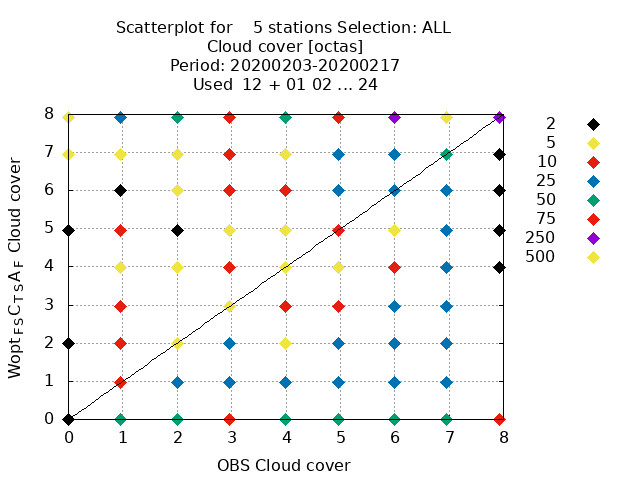 Scatterplot for 5 stations Selection: ALL
Cloud cover [octas]
Period: 20200203-20200217
Used 12 + 01 02 ... 24
8
7
6
5
4
3
2
1
0
0 1 2 3 4 5 6 7 8
Wopt FS C T S A F Cloud cover
OBS Cloud cover
2
5
10
25
50
75
250
500